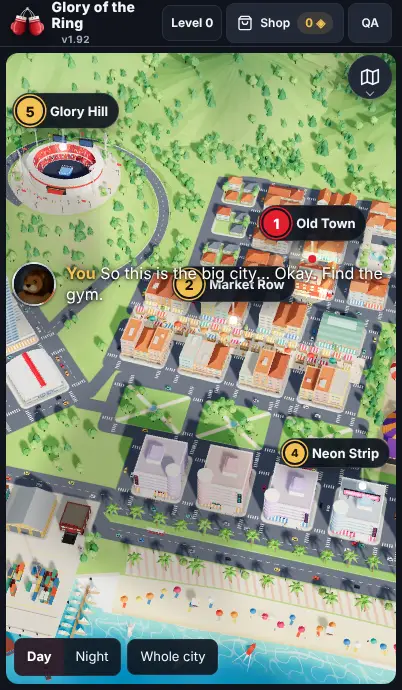 Glory of the
Ring
v1.92
Level 0
Shop
0
QA
5
Glory Hill
1
Old Town
You So this is the big city... Okay. Find the
gym.
2
Market Row
4
Neon Strip
Day
Night
Whole city